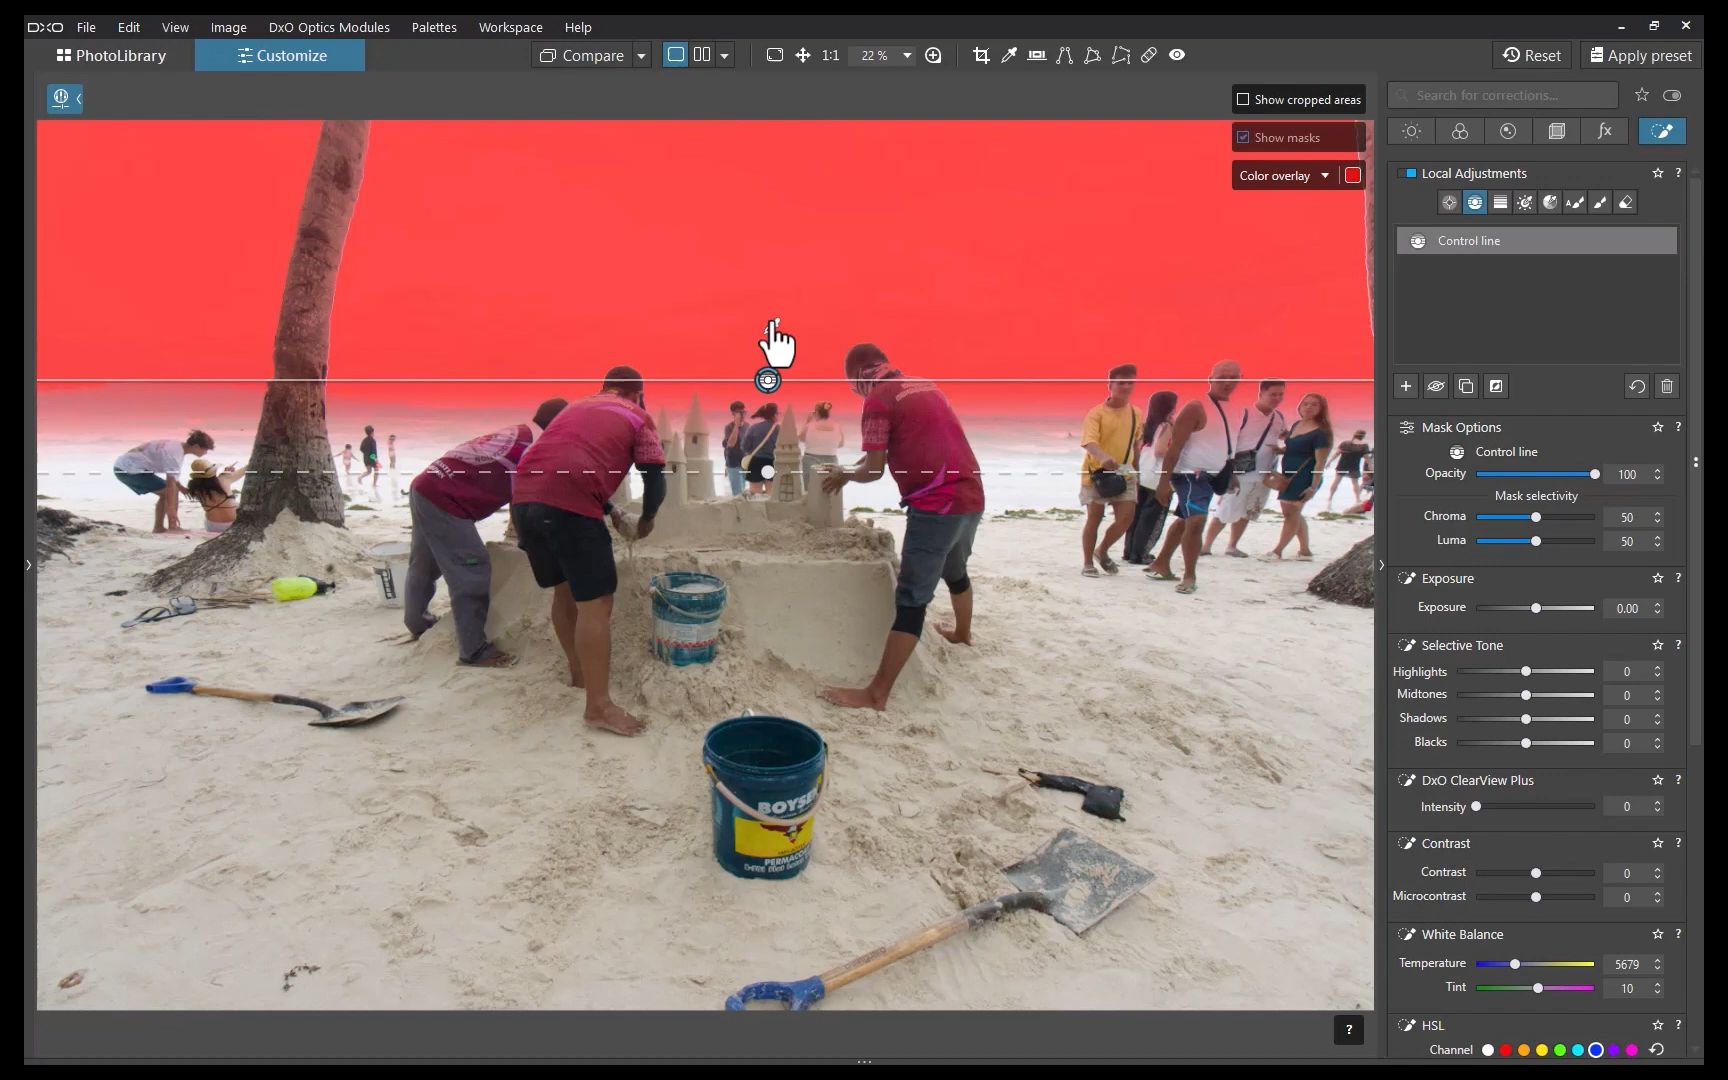 DXO File Edit View Image DxO Optics Modules Palettes Workspace Help
PhotoLibrary Customize Compare 1:1 22 % Reset Apply preset
Search for corrections...
Show cropped areas
Show masks
Color overlay
fx
Local Adjustments ?
A
Control line
Mask Options ?
Control line
Opacity 100
Mask selectivity
Chroma 50
Luma 50
Exposure ?
Exposure 0.00
Selective Tone ?
Highlights 0
Midtones 0
Shadows 0
Blacks 0
DxO ClearView Plus ?
Intensity 0
Contrast ?
Contrast 0
Microcontrast 0
White Balance ?
Temperature 5679
Tint 10
HSL ?
Channel
?
BOYSEN